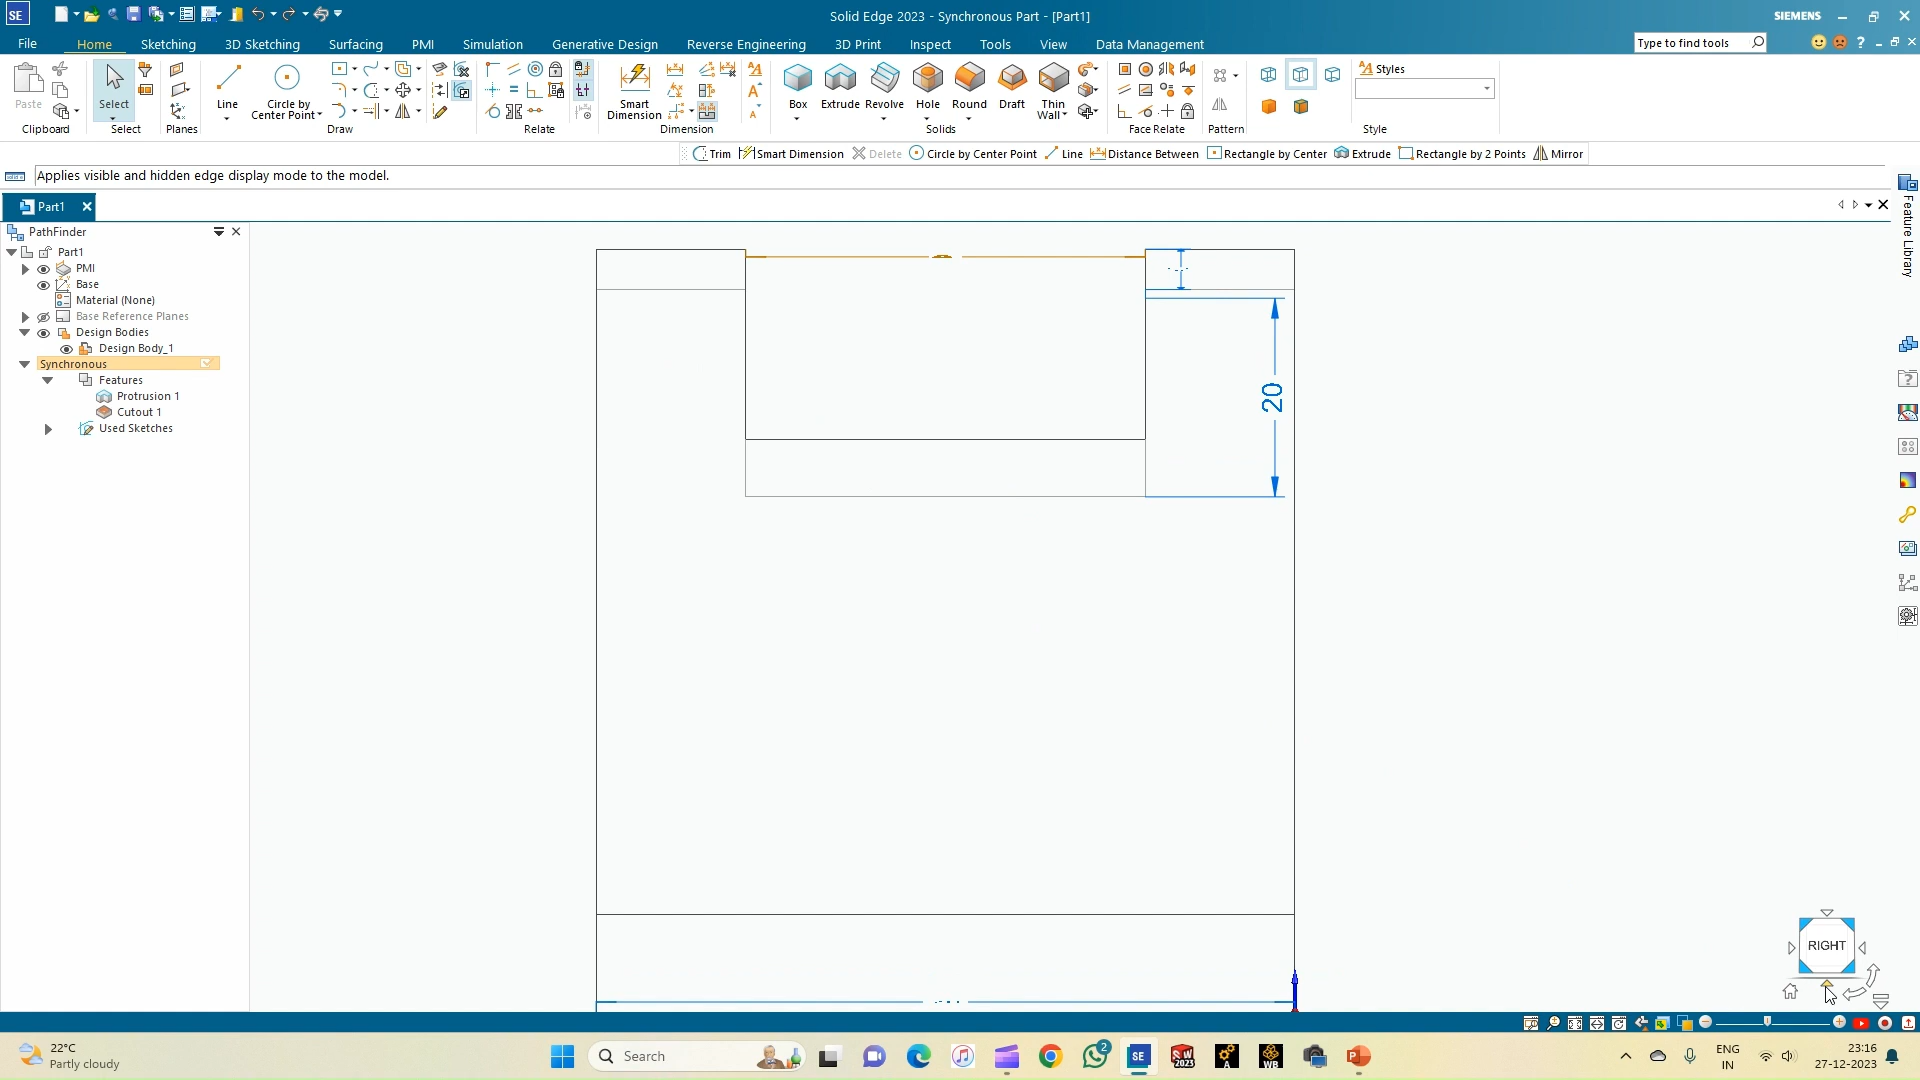 SE
Solid Edge 2023 - Synchronous Part - [Part1]
SIEMENS
File
Home
Sketching
3D Sketching
Surfacing
PMI
Simulation
Generative Design
Reverse Engineering
3D Print
Inspect
Tools
View
Data Management
Type to find tools
Paste
Clipboard
Select
Select
Planes
Line
Circle by
Center Point
Draw
Relate
Smart
Dimension
Dimension
Box
Extrude
Revolve
Hole
Round
Draft
Thin
Wall
Solids
Face Relate
Pattern
Styles
Style
Trim
Smart Dimension
Delete
Circle by Center Point
Line
Distance Between
Rectangle by Center
Extrude
Rectangle by 2 Points
Mirror
Applies visible and hidden edge display mode to the model.
Part1
PathFinder
Part1
PMI
Base
Material (None)
Base Reference Planes
Design Bodies
Design Body_1
Synchronous
Features
Protrusion 1
Cutout 1
Used Sketches
20
Feature Library
RIGHT
22°C
Partly cloudy
Search
2
SE
SW
2023
A
WB
P
ENG
IN
23:16
27-12-2023